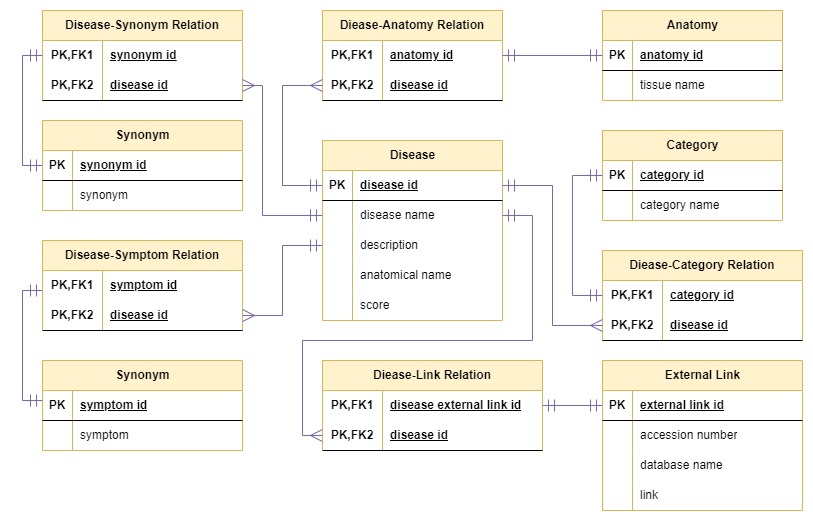 Disease-Synonym Relation
PK,FK1 synonym id
PK,FK2 disease id
Synonym
PK synonym id
synonym
Disease-Symptom Relation
PK,FK1 symptom id
PK,FK2 disease id
Synonym
PK symptom id
symptom
Diease-Anatomy Relation
PK,FK1 anatomy id
PK,FK2 disease id
Disease
PK disease id
disease name
description
anatomical name
score
Diease-Link Relation
PK,FK1 disease external link id
PK,FK2 disease id
Anatomy
PK anatomy id
tissue name
Category
PK category id
category name
Diease-Category Relation
PK,FK1 category id
PK,FK2 disease id
External Link
PK external link id
accession number
database name
link